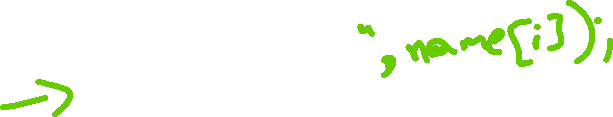 ", name[i]);
→